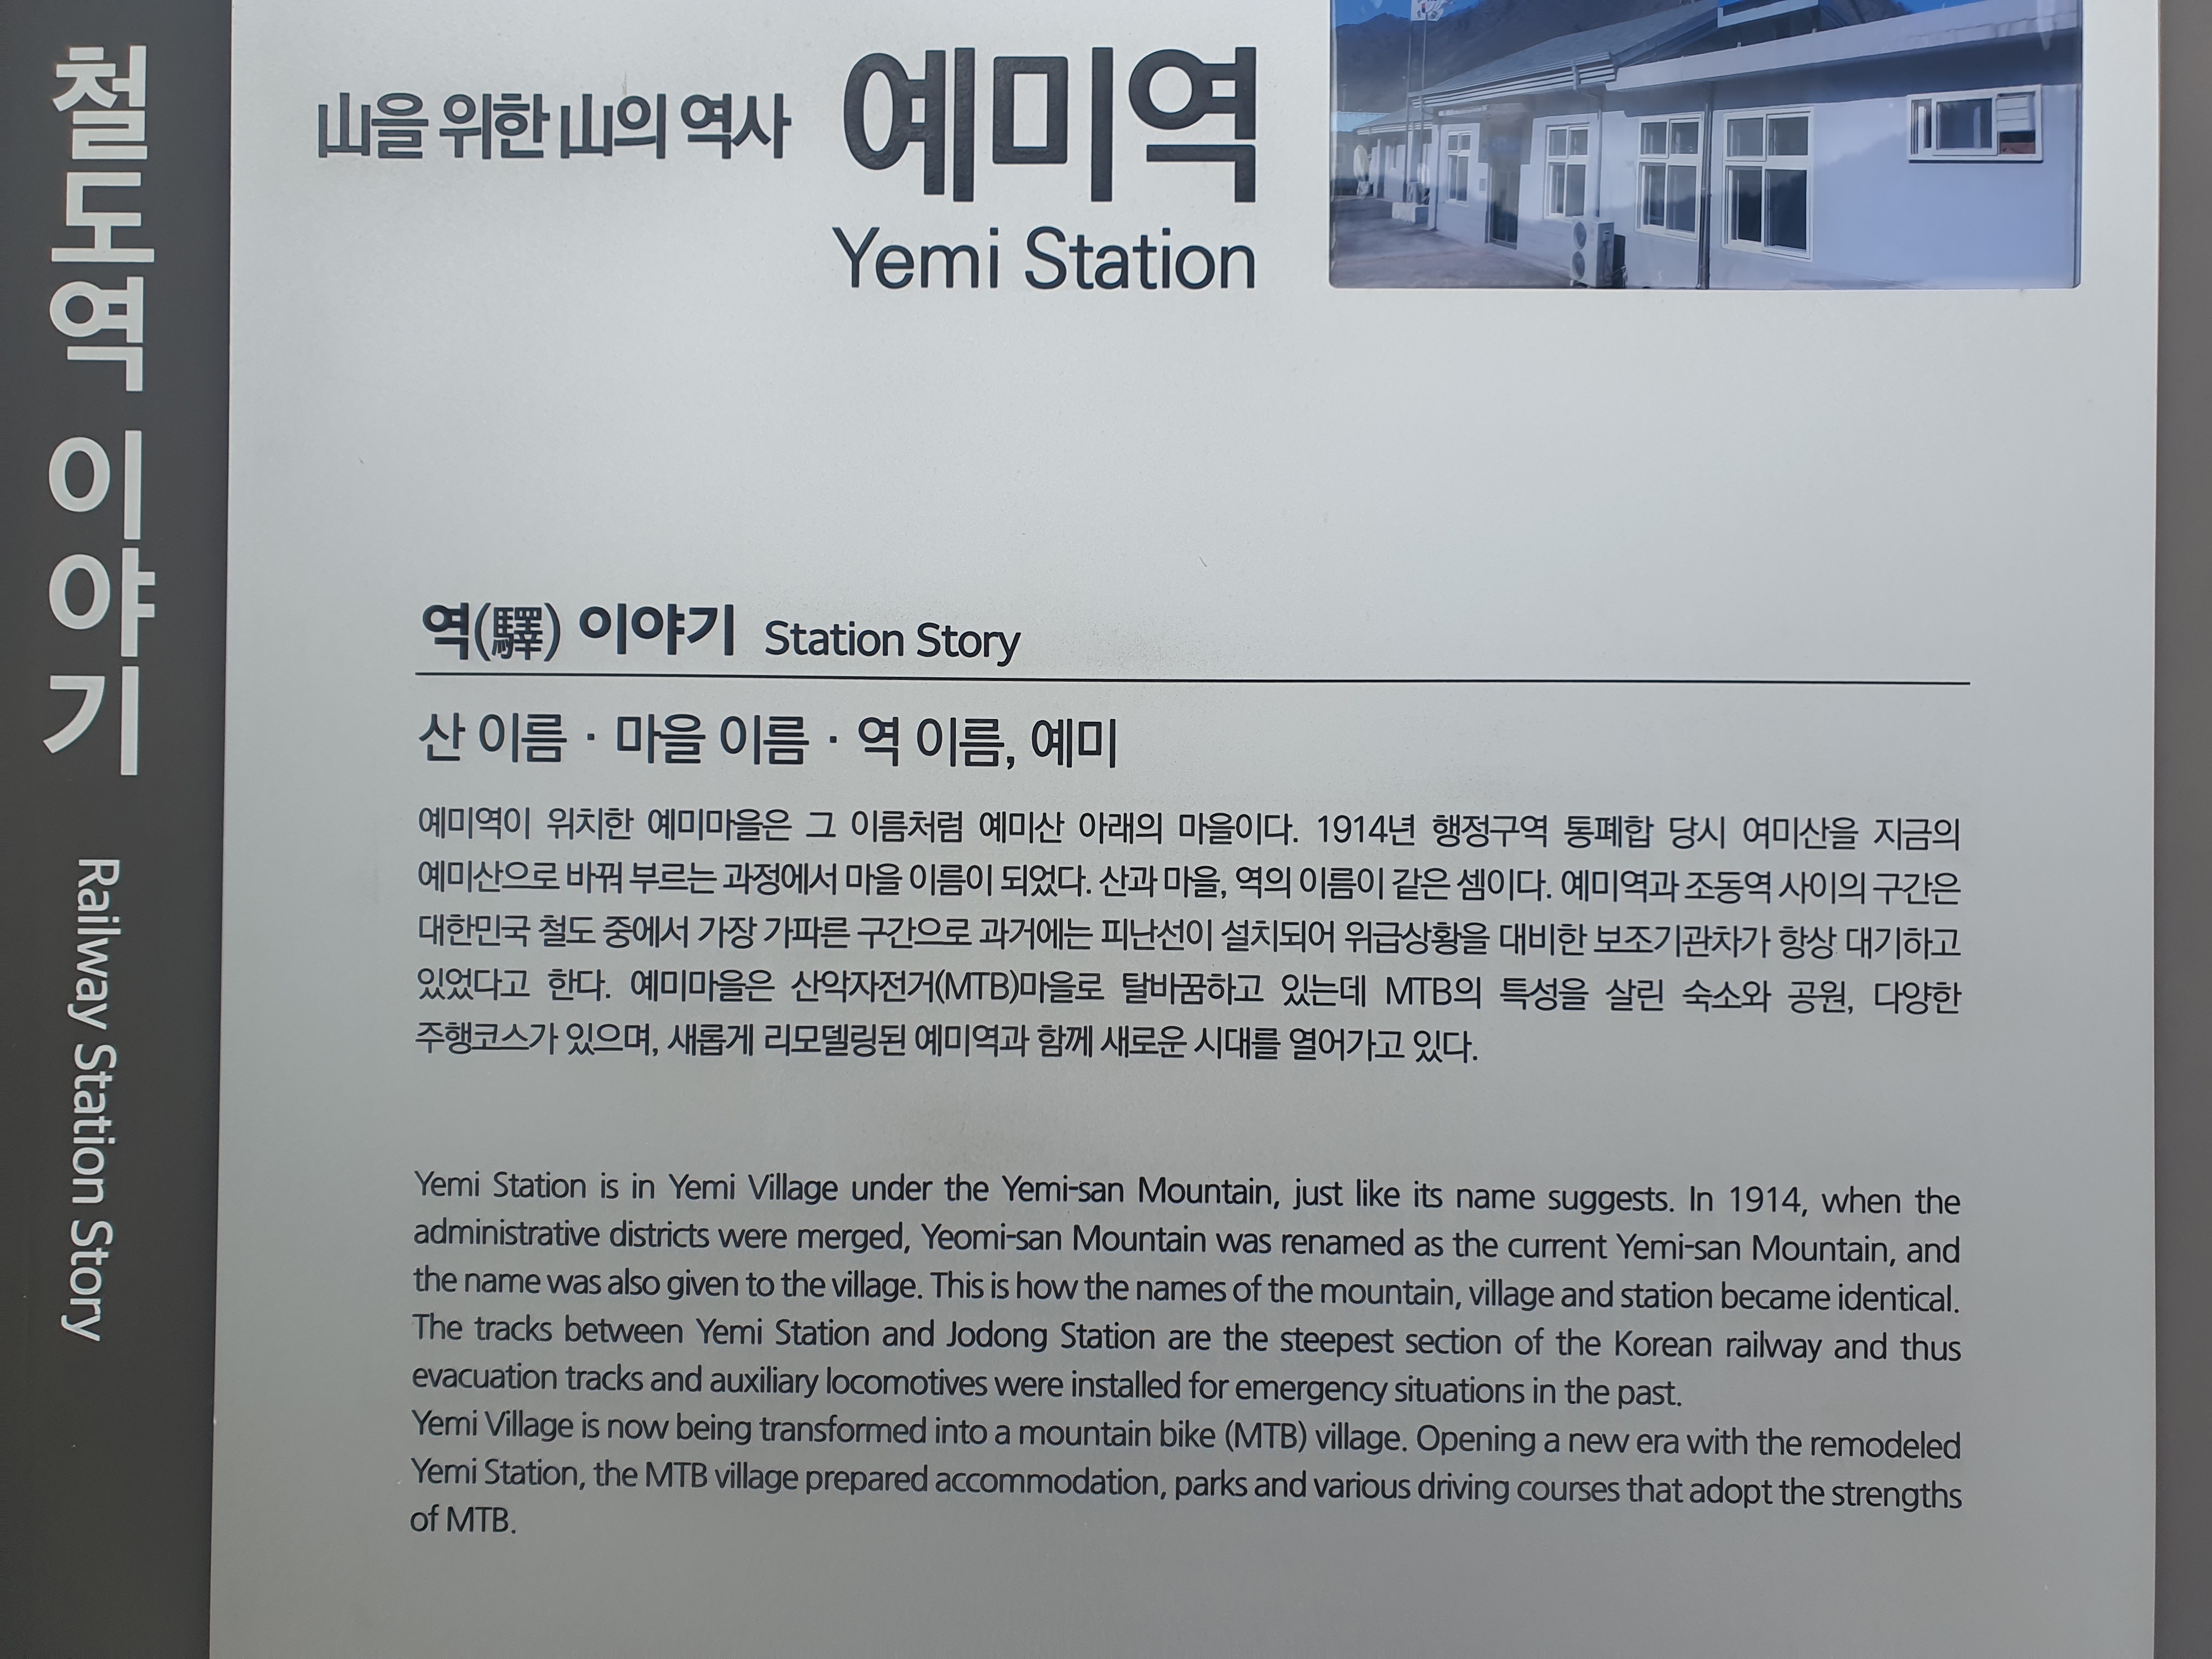 철도역 이야기 Railway Station Story
山을 위한 山의 역사 예미역
Yemi Station
역(驛) 이야기 Station Story
산 이름 · 마을 이름 · 역 이름, 예미
예미역이 위치한 예미마을은 그 이름처럼 예미산 아래의 마을이다. 1914년 행정구역 통폐합 당시 여미산을 지금의
예미산으로 바꿔 부르는 과정에서 마을 이름이 되었다. 산과 마을, 역의 이름이 같은 셈이다. 예미역과 조동역 사이의 구간은
대한민국 철도 중에서 가장 가파른 구간으로 과거에는 피난선이 설치되어 위급상황을 대비한 보조기관차가 항상 대기하고
있었다고 한다. 예미마을은 산악자전거(MTB)마을로 탈바꿈하고 있는데 MTB의 특성을 살린 숙소와 공원, 다양한
주행코스가 있으며, 새롭게 리모델링된 예미역과 함께 새로운 시대를 열어가고 있다.
Yemi Station is in Yemi Village under the Yemi-san Mountain, just like its name suggests. In 1914, when the
administrative districts were merged, Yeomi-san Mountain was renamed as the current Yemi-san Mountain, and
the name was also given to the village. This is how the names of the mountain, village and station became identical.
The tracks between Yemi Station and Jodong Station are the steepest section of the Korean railway and thus
evacuation tracks and auxiliary locomotives were installed for emergency situations in the past.
Yemi Village is now being transformed into a mountain bike (MTB) village. Opening a new era with the remodeled
Yemi Station, the MTB village prepared accommodation, parks and various driving courses that adopt the strengths
of MTB.